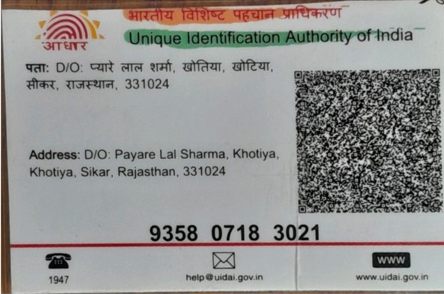 भारतीय विशिष्ट पहचान प्राधिकरण
आधार
Unique Identification Authority of India
पता: D/O: प्यारे लाल शर्मा, खोतिया, खोटिया,
सीकर, राजस्थान, 331024
Address: D/O: Payare Lal Sharma, Khotiya,
Khotiya, Sikar, Rajasthan, 331024
9358 0718 3021
1947
help@uidai.gov.in
WWW
www.uidai.gov.in